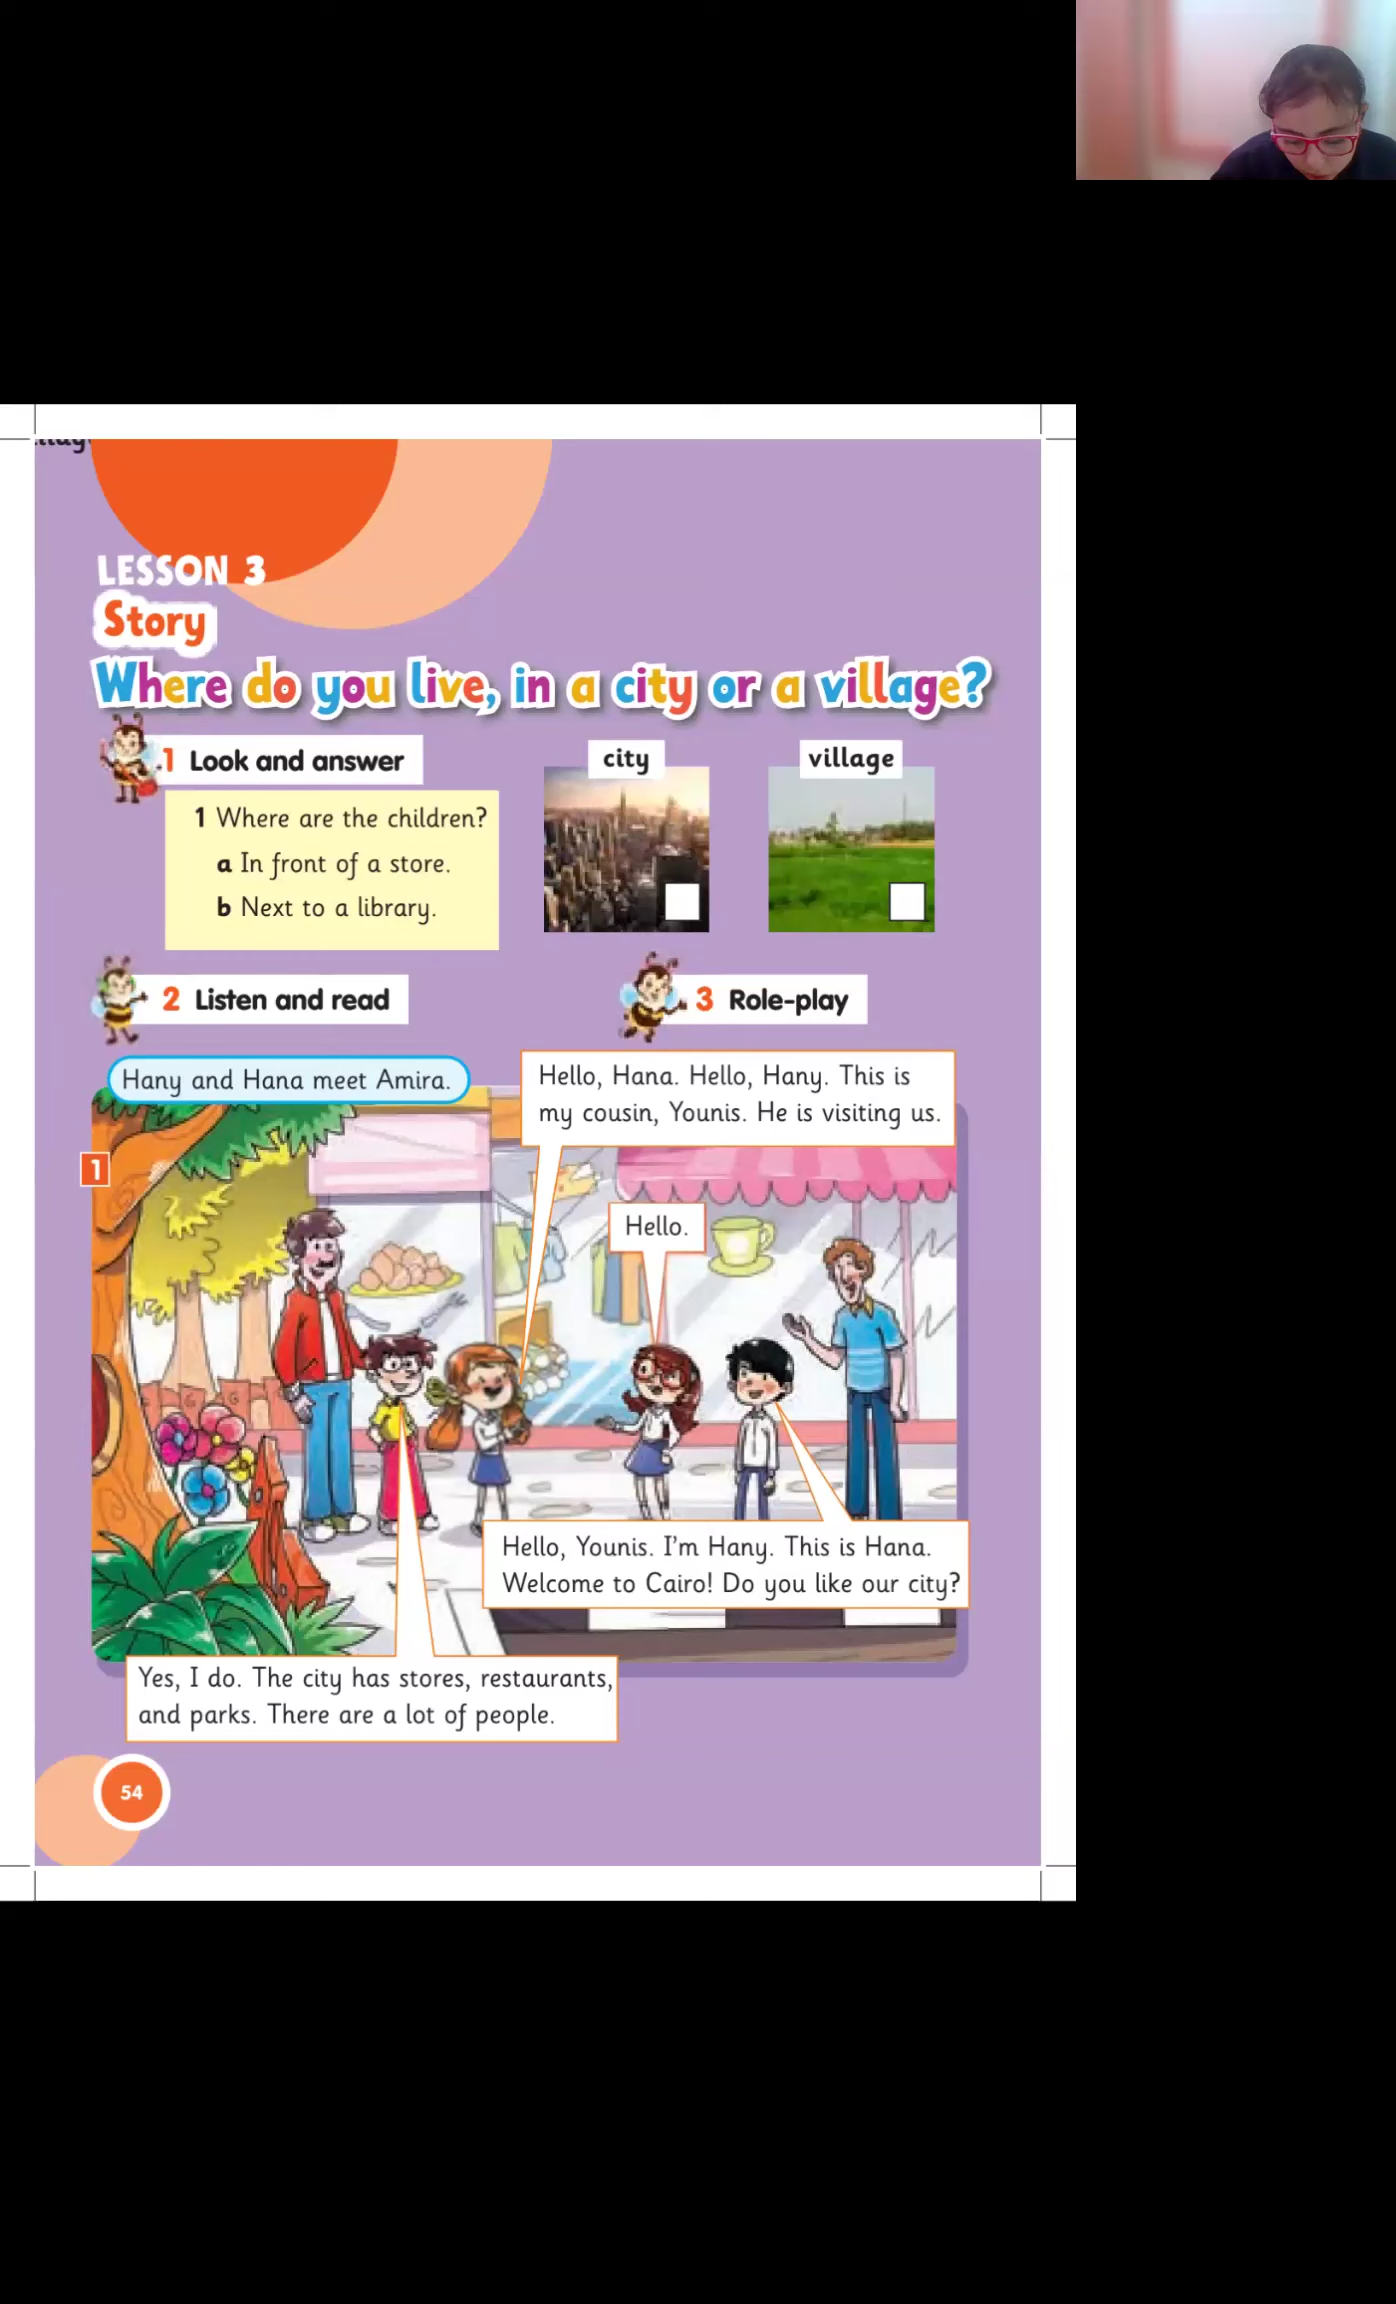 LESSON 3
Story
Where do you live, in a city or a village?
1 Look and answer
1 Where are the children?
a In front of a store.
b Next to a library.
city
village
2 Listen and read
3 Role-play
Hany and Hana meet Amira.
Hello, Hana. Hello, Hany. This is
my cousin, Younis. He is visiting us.
1
Hello.
Hello, Younis. I'm Hany. This is Hana.
Welcome to Cairo! Do you like our city?
Yes, I do. The city has stores, restaurants,
and parks. There are a lot of people.
54